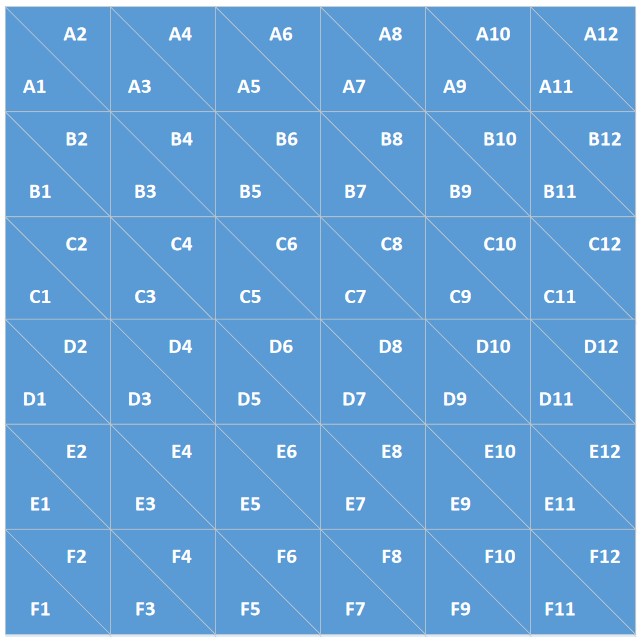 A2 A4 A6 A8 A10 A12
A1 A3 A5 A7 A9 A11
B2 B4 B6 B8 B10 B12
B1 B3 B5 B7 B9 B11
C2 C4 C6 C8 C10 C12
C1 C3 C5 C7 C9 C11
D2 D4 D6 D8 D10 D12
D1 D3 D5 D7 D9 D11
E2 E4 E6 E8 E10 E12
E1 E3 E5 E7 E9 E11
F2 F4 F6 F8 F10 F12
F1 F3 F5 F7 F9 F11